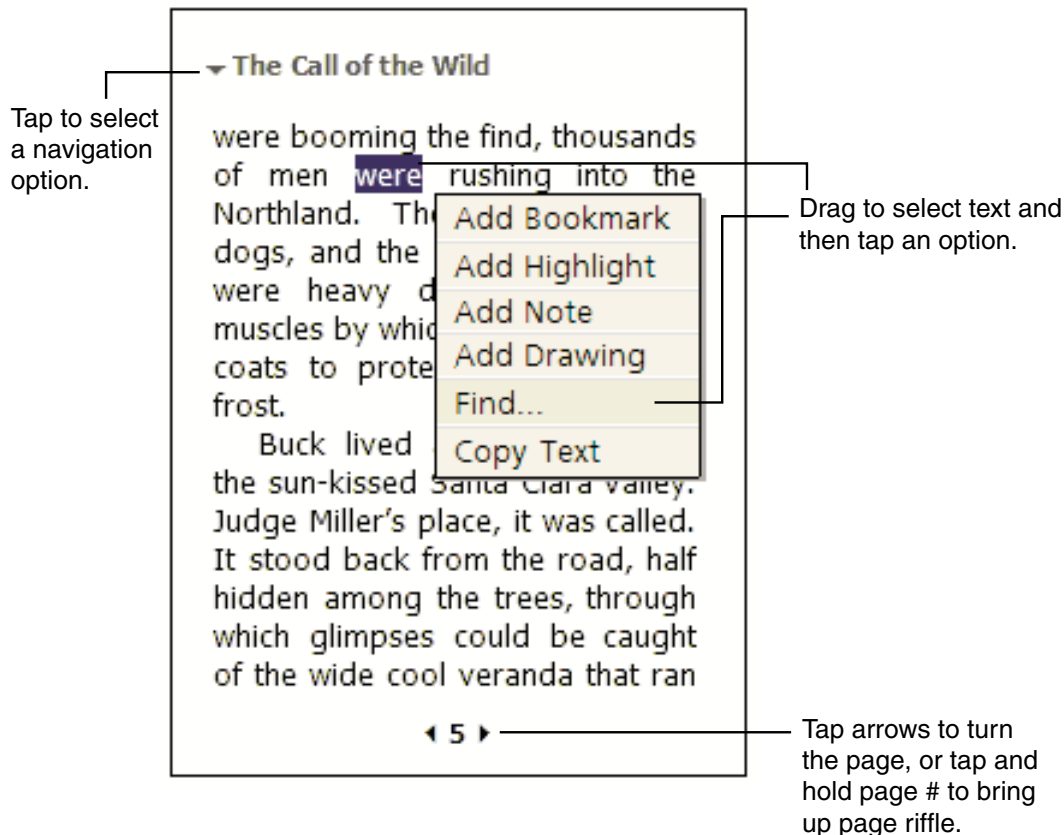 The Call of the Wild
Tap to select
a navigation
option.
were booming the find, thousands
of men were rushing into the
Northland. The
dogs, and the
were heavy d
muscles by whic
coats to prote
frost.
Buck lived
the sun-kissed Santa Clara Valley.
Judge Miller's place, it was called.
It stood back from the road, half
hidden among the trees, through
which glimpses could be caught
of the wide cool veranda that ran
Add Bookmark
Add Highlight
Add Note
Add Drawing
Find...
Copy Text
Drag to select text and
then tap an option.
5
Tap arrows to turn
the page, or tap and
hold page # to bring
up page riffle.